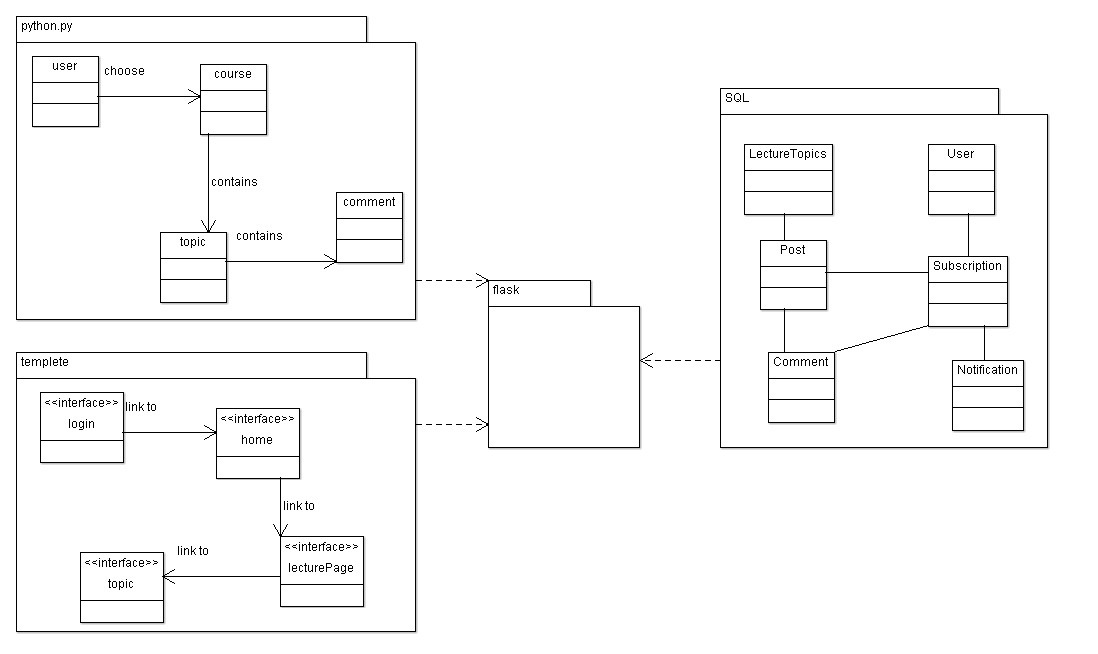 python.py
user
choose
course
contains
comment
topic
contains
templete
<<interface>>
login
link to
<<interface>>
home
link to
<<interface>>
lecturePage
link to
<<interface>>
topic
flask
SQL
LectureTopics
User
Post
Subscription
Comment
Notification